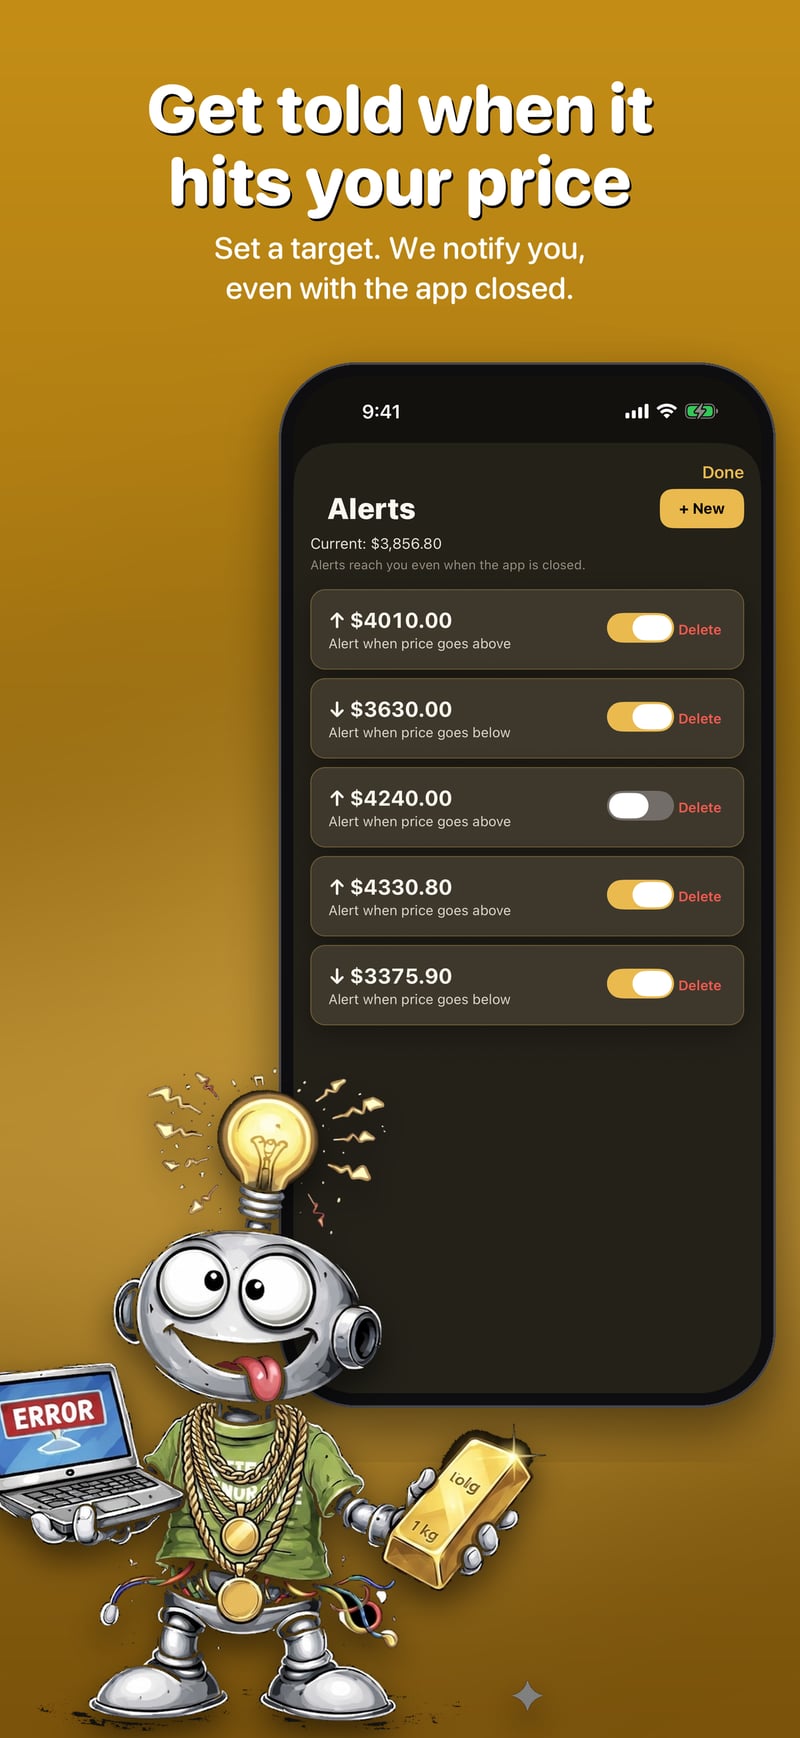 Get told when it
hits your price
Set a target. We notify you,
even with the app closed.
9:41
Done
Alerts
+ New
Current: $3,856.80
Alerts reach you even when the app is closed.
↑ $4010.00
Alert when price goes above
Delete
↓ $3630.00
Alert when price goes below
Delete
↑ $4240.00
Alert when price goes above
Delete
↑ $4330.80
Alert when price goes above
Delete
↓ $3375.90
Alert when price goes below
Delete
ERROR
1 kg